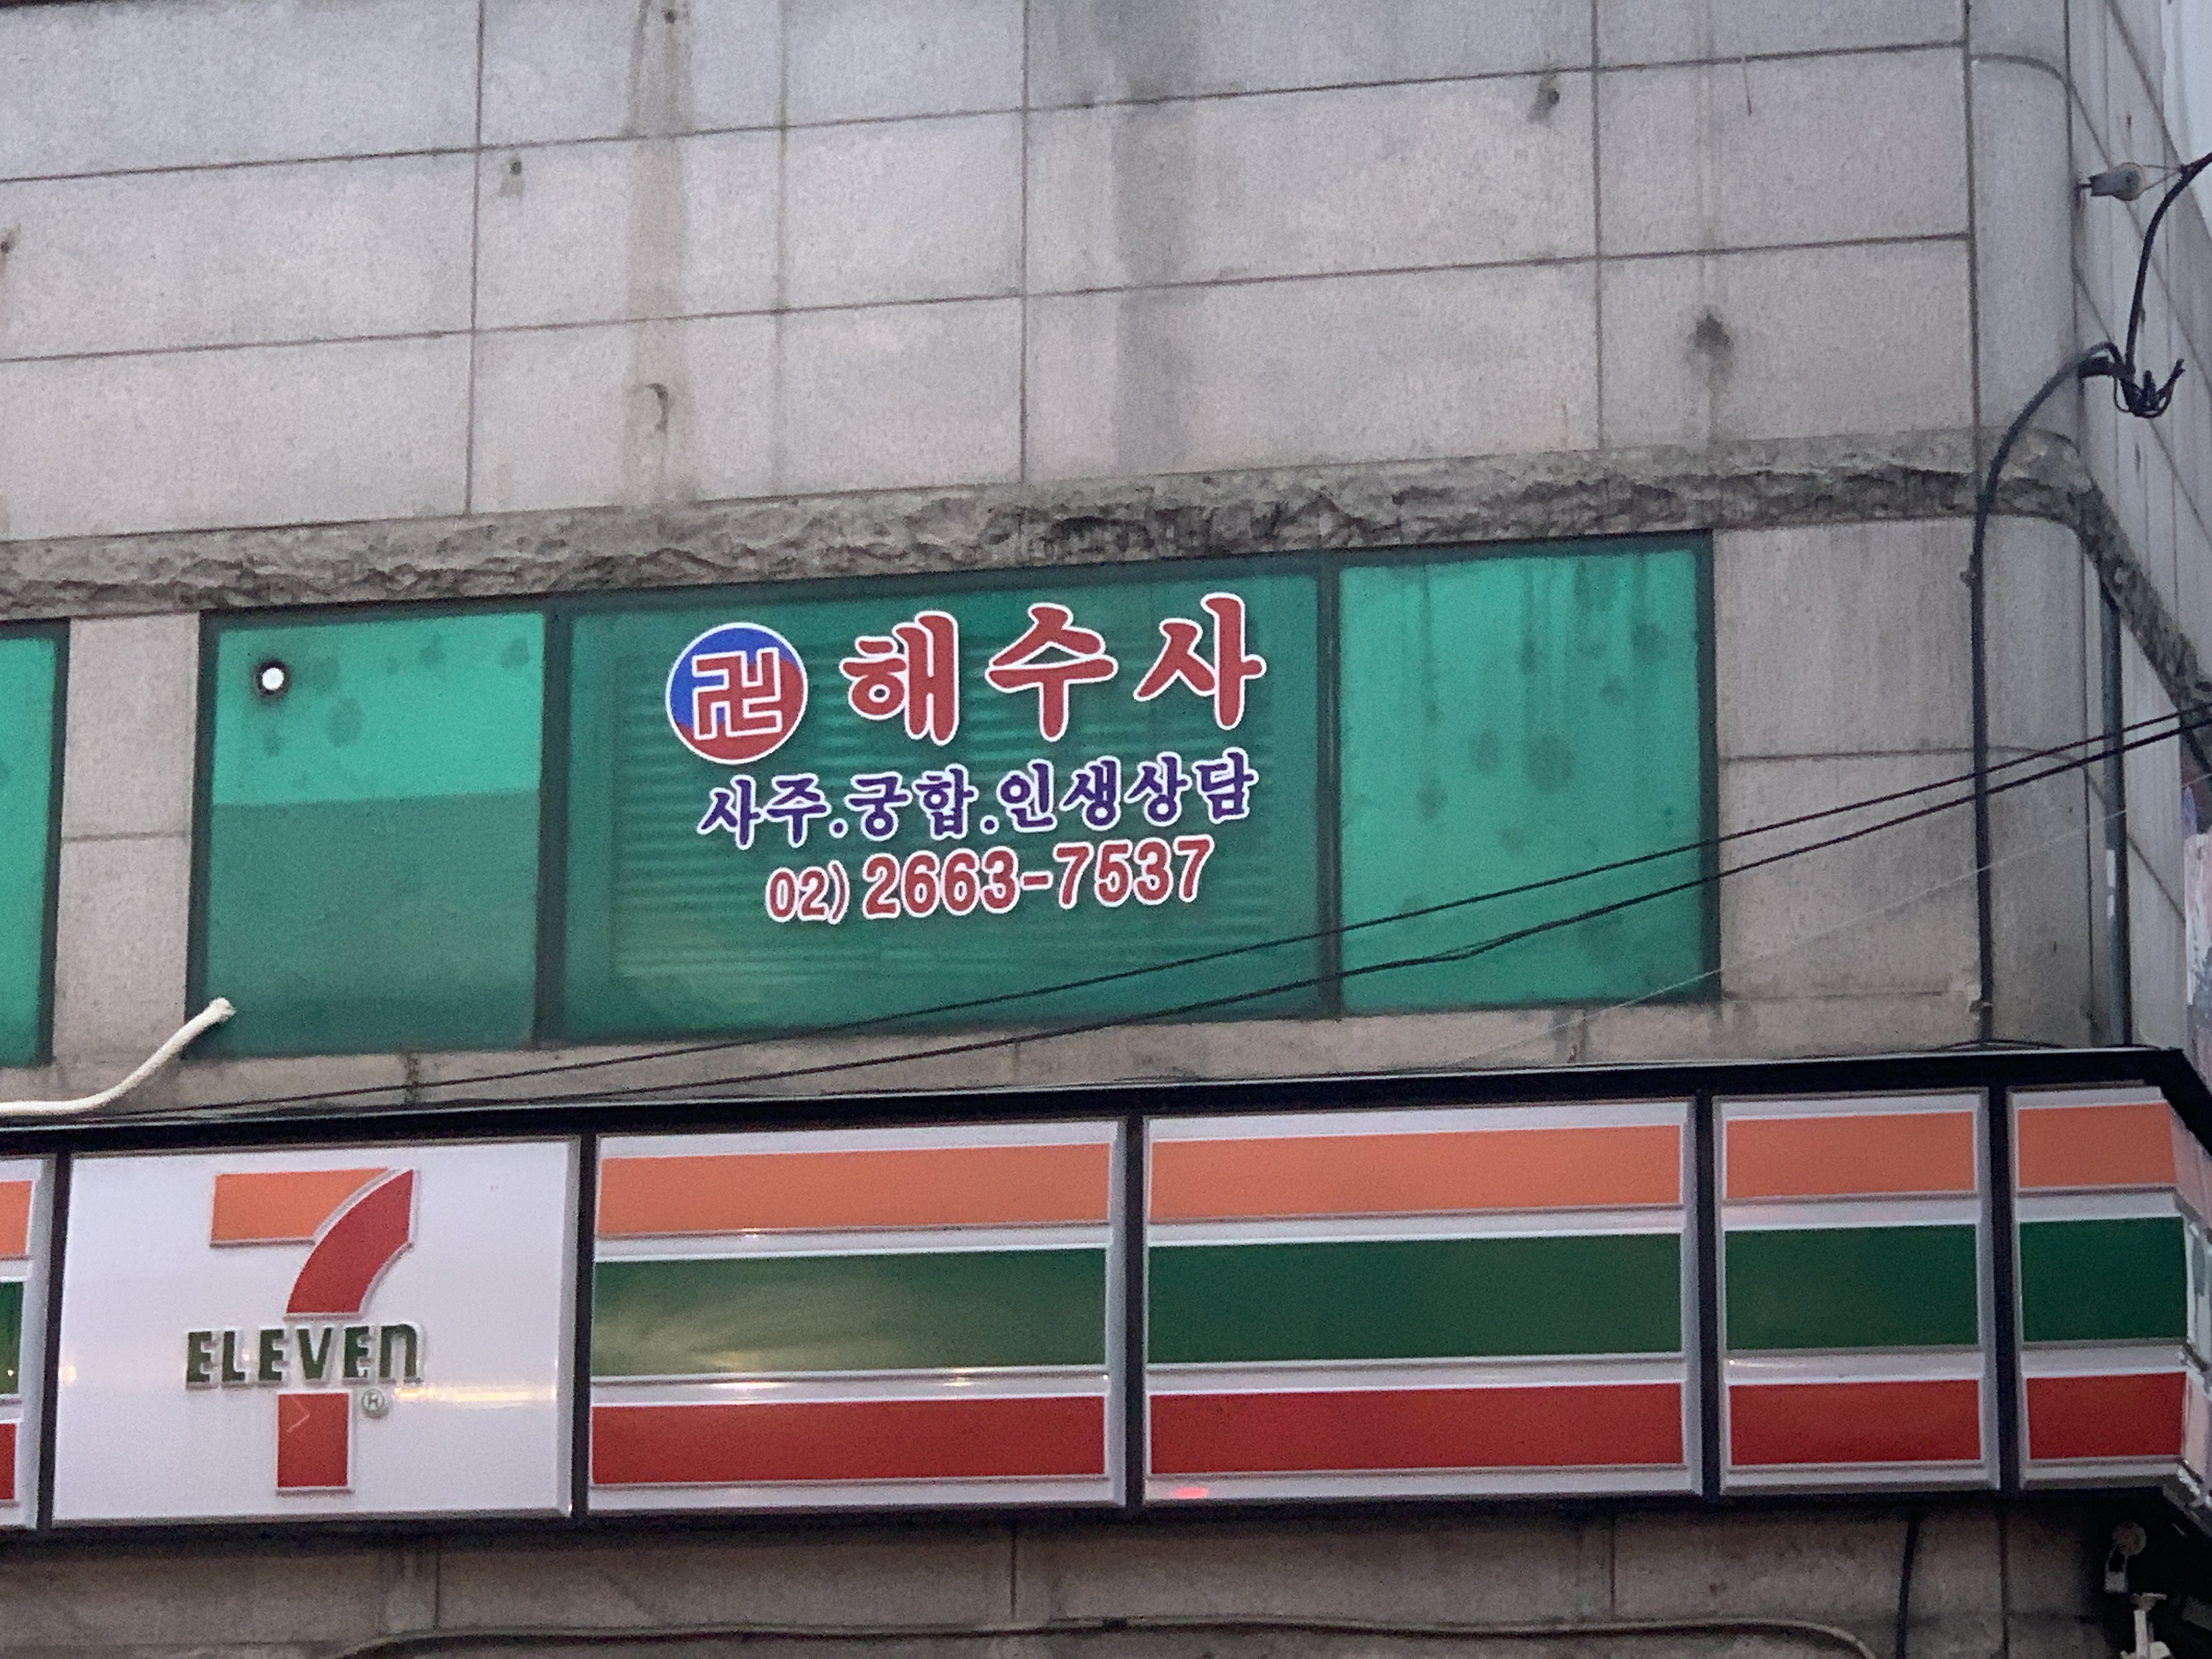 卍 해수사
사주.궁합.인생상담
02) 2663-7537
7
ELEVEN
®